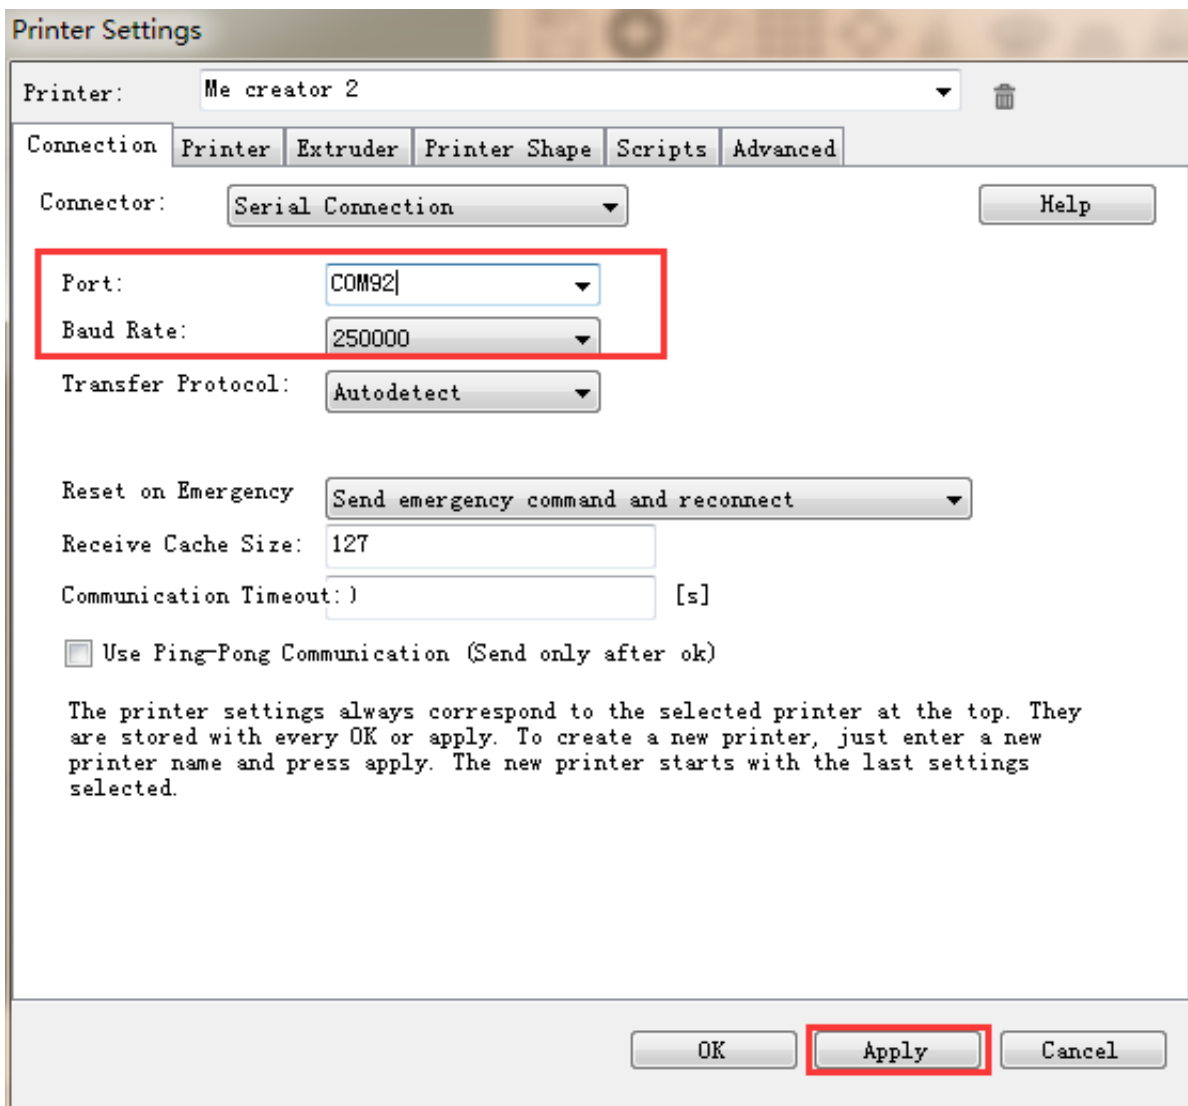 Printer Settings
Printer: Me creator 2
Connection Printer Extruder Printer Shape Scripts Advanced
Connector: Serial Connection Help
Port: COM92
Baud Rate: 250000
Transfer Protocol: Autodetect
Reset on Emergency Send emergency command and reconnect
Receive Cache Size: 127
Communication Timeout: ) [s]
Use Ping-Pong Communication (Send only after ok)
The printer settings always correspond to the selected printer at the top. They
are stored with every OK or apply. To create a new printer, just enter a new
printer name and press apply. The new printer starts with the last settings
selected.
OK Apply Cancel